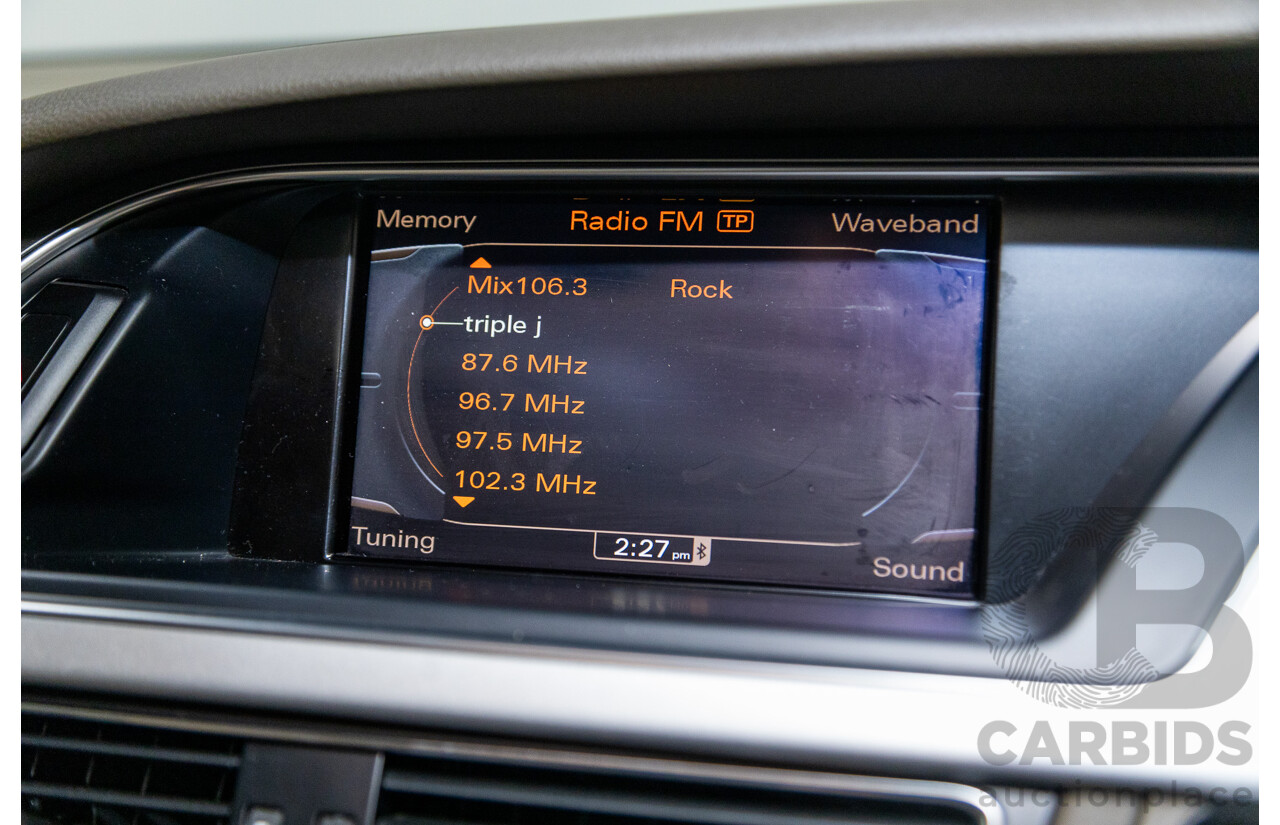 Memory Radio FM TP Waveband
Mix106.3 Rock
triple j
87.6 MHz
96.7 MHz
97.5 MHz
102.3 MHz
Tuning 2:27 pm Sound
CB
CARBIDS
auctionplace